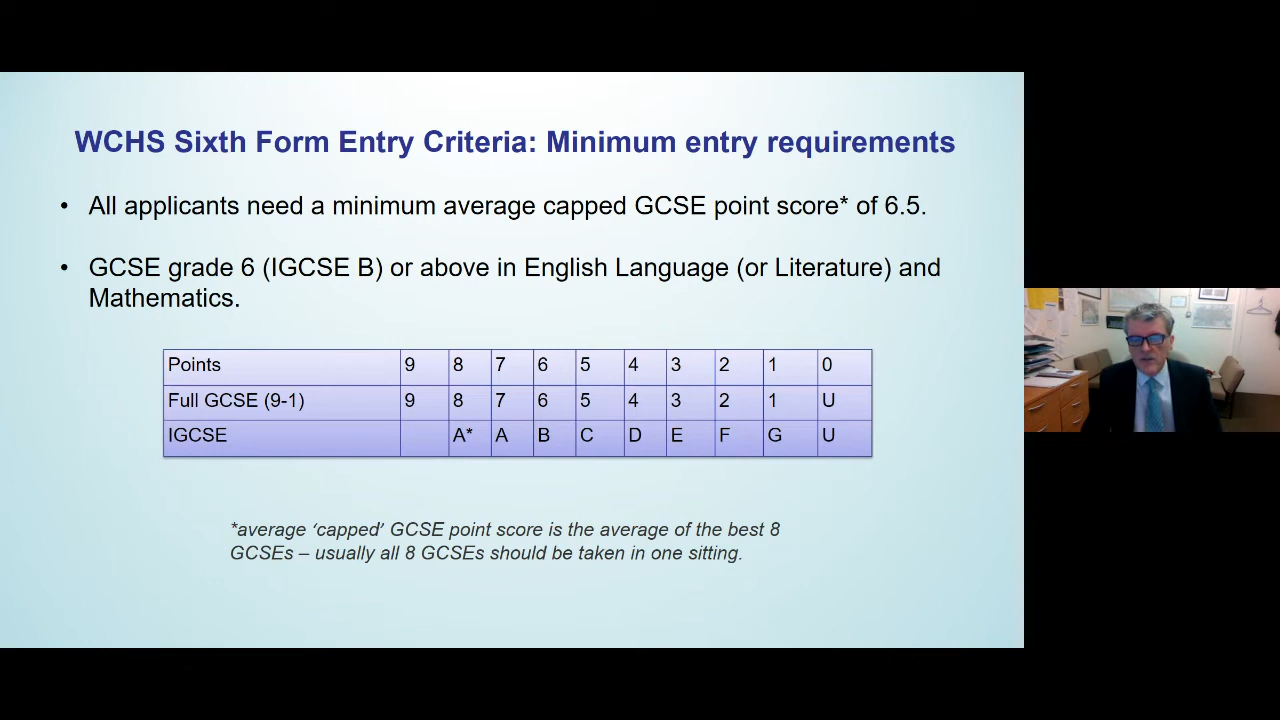 WCHS Sixth Form Entry Criteria: Minimum entry requirements
• All applicants need a minimum average capped GCSE point score* of 6.5.
• GCSE grade 6 (IGCSE B) or above in English Language (or Literature) and
Mathematics.
Points 9 8 7 6 5 4 3 2 1 0
Full GCSE (9-1) 9 8 7 6 5 4 3 2 1 U
IGCSE A* A B C D E F G U
*average ‘capped’ GCSE point score is the average of the best 8
GCSEs – usually all 8 GCSEs should be taken in one sitting.